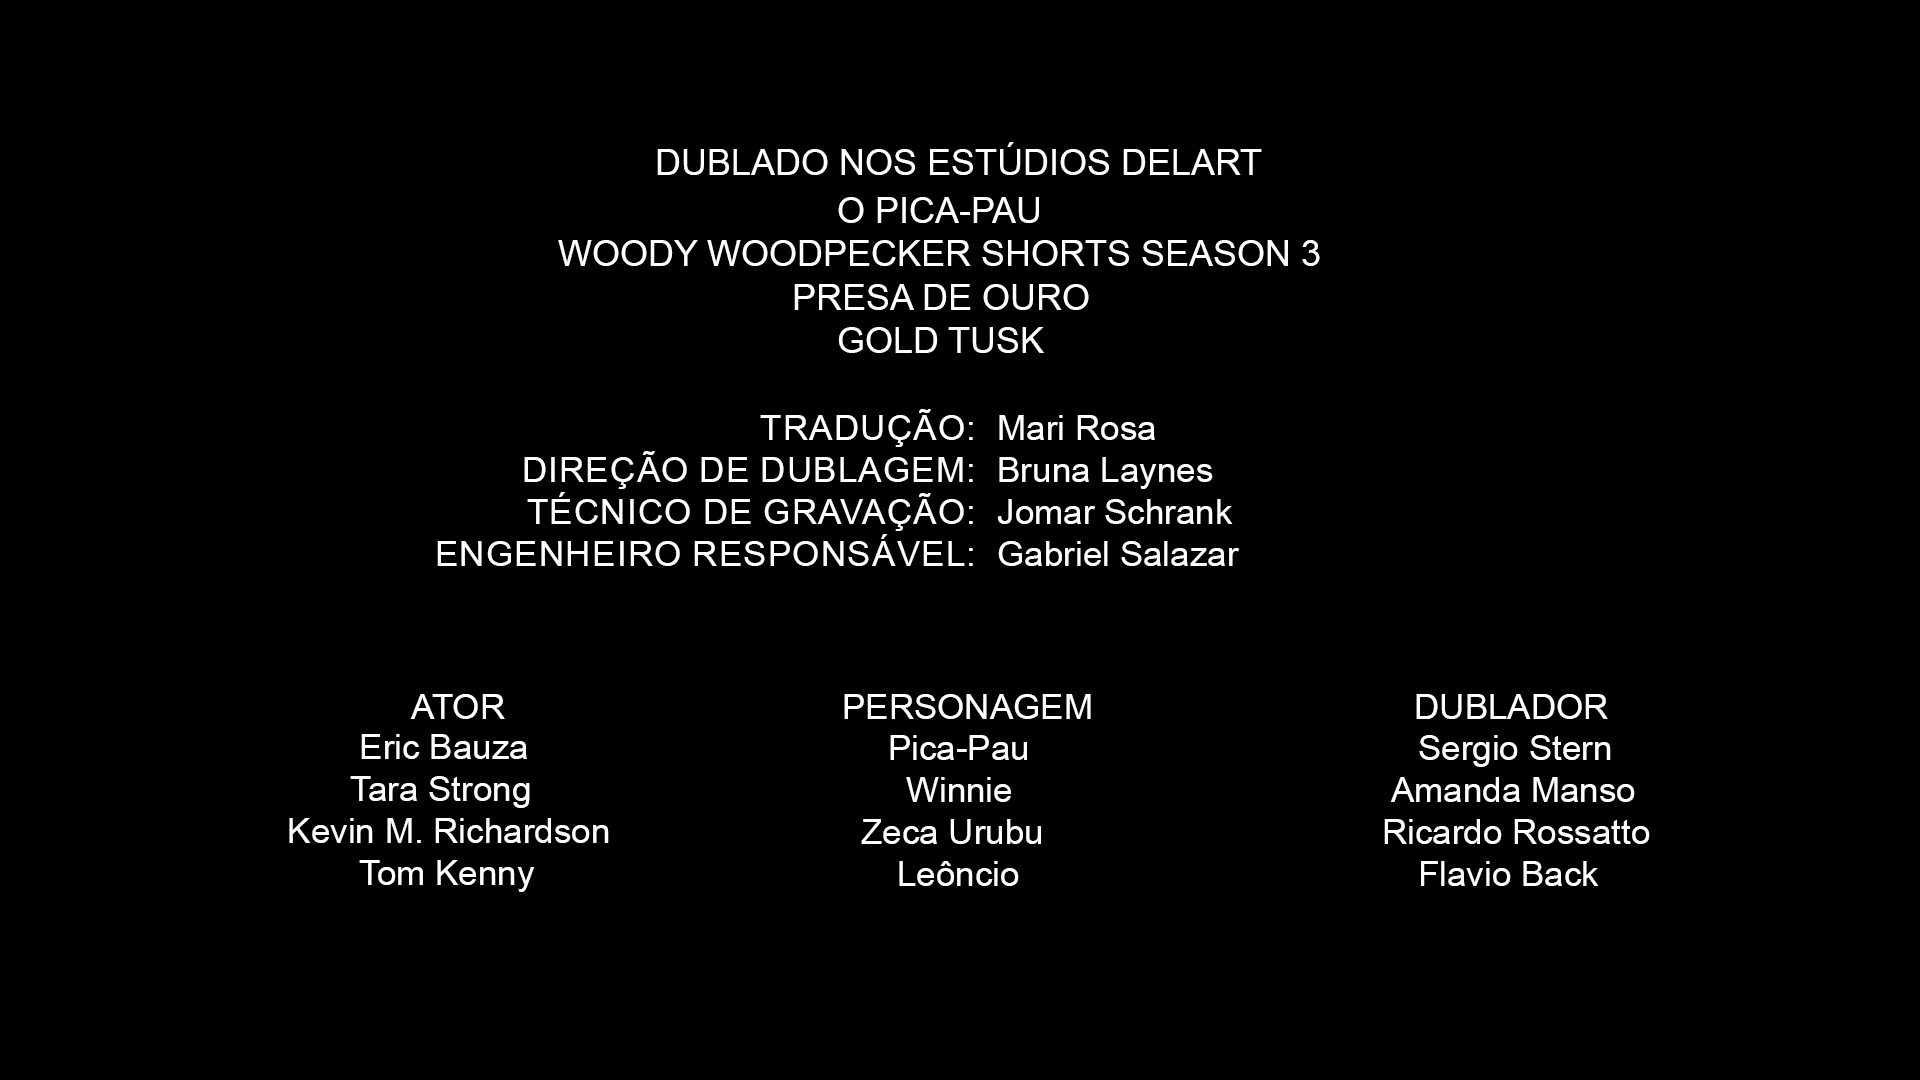 DUBLADO NOS ESTÚDIOS DELART
O PICA-PAU
WOODY WOODPECKER SHORTS SEASON 3
PRESA DE OURO
GOLD TUSK
TRADUÇÃO: Mari Rosa
DIREÇÃO DE DUBLAGEM: Bruna Laynes
TÉCNICO DE GRAVAÇÃO: Jomar Schrank
ENGENHEIRO RESPONSÁVEL: Gabriel Salazar
ATOR PERSONAGEM DUBLADOR
Eric Bauza Pica-Pau Sergio Stern
Tara Strong Winnie Amanda Manso
Kevin M. Richardson Zeca Urubu Ricardo Rossatto
Tom Kenny Leôncio Flavio Back